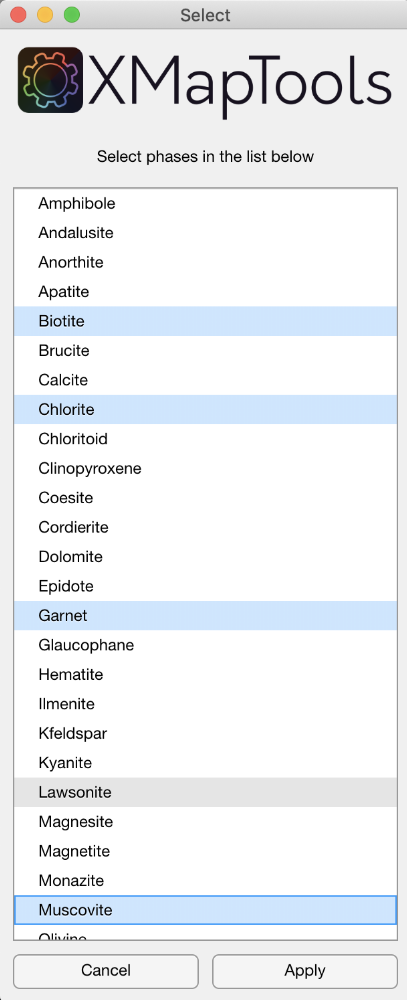 Select
XMapTools
Select phases in the list below
Amphibole
Andalusite
Anorthite
Apatite
Biotite
Brucite
Calcite
Chlorite
Chloritoid
Clinopyroxene
Coesite
Cordierite
Dolomite
Epidote
Garnet
Glaucophane
Hematite
Ilmenite
Kfeldspar
Kyanite
Lawsonite
Magnesite
Magnetite
Monazite
Muscovite
Olivine
Cancel Apply